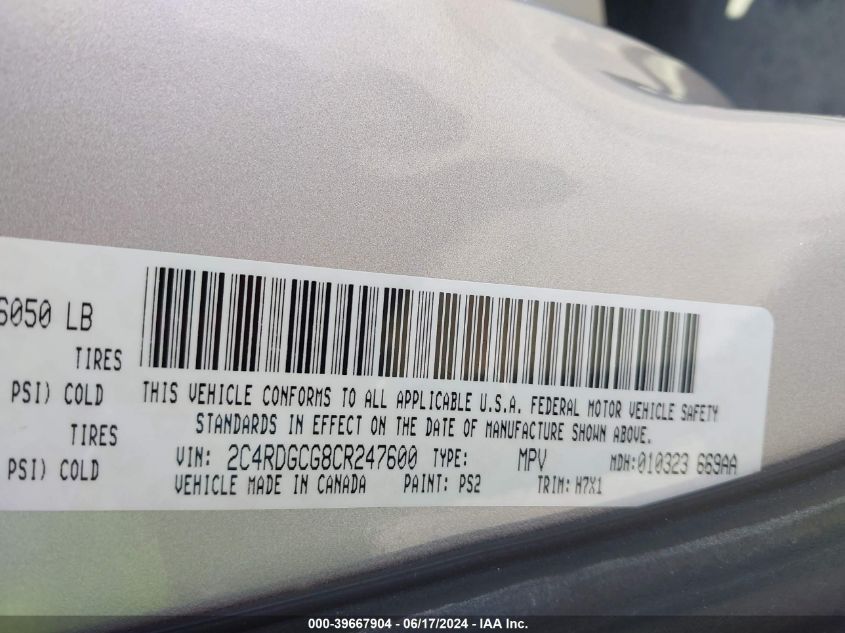 6050 LB
TIRES
PSI) COLD
TIRES
PSI) COLD
THIS VEHICLE CONFORMS TO ALL APPLICABLE U.S.A. FEDERAL MOTOR VEHICLE SAFETY
STANDARDS IN EFFECT ON THE DATE OF MANUFACTURE SHOWN ABOVE.
VIN: 2C4RDGCG8CR247600 TYPE: MPV MDH:010323 669AA
VEHICLE MADE IN CANADA PAINT: PS2 TRIM: H7X1
000-39667904 - 06/17/2024 - IAA Inc.